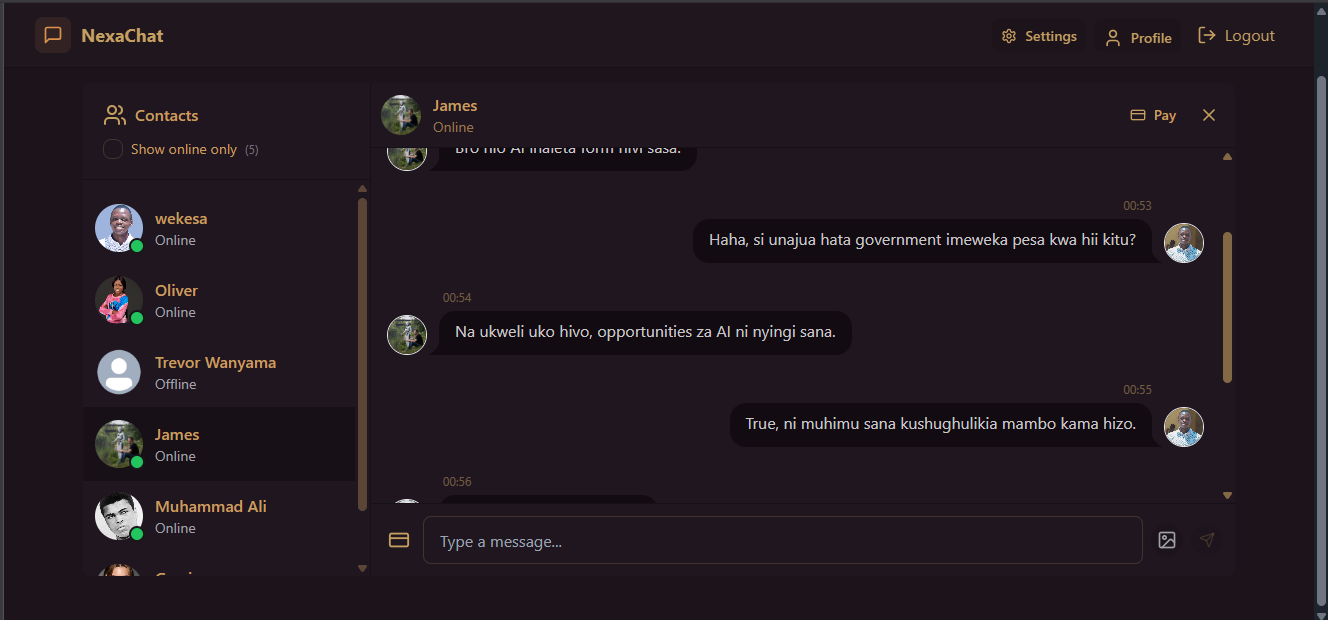 NexaChat
Settings
Profile
Logout
Contacts
Show online only (5)
wekesa
Online
Oliver
Online
Trevor Wanyama
Offline
James
Online
Muhammad Ali
Online
James
Online
Pay
Bro hio AI inaleta form hivi sasa.
00:53
Haha, si unajua hata government imeweka pesa kwa hii kitu?
00:54
Na ukweli uko hivo, opportunities za AI ni nyingi sana.
00:55
True, ni muhimu sana kushughulikia mambo kama hizo.
00:56
Type a message...